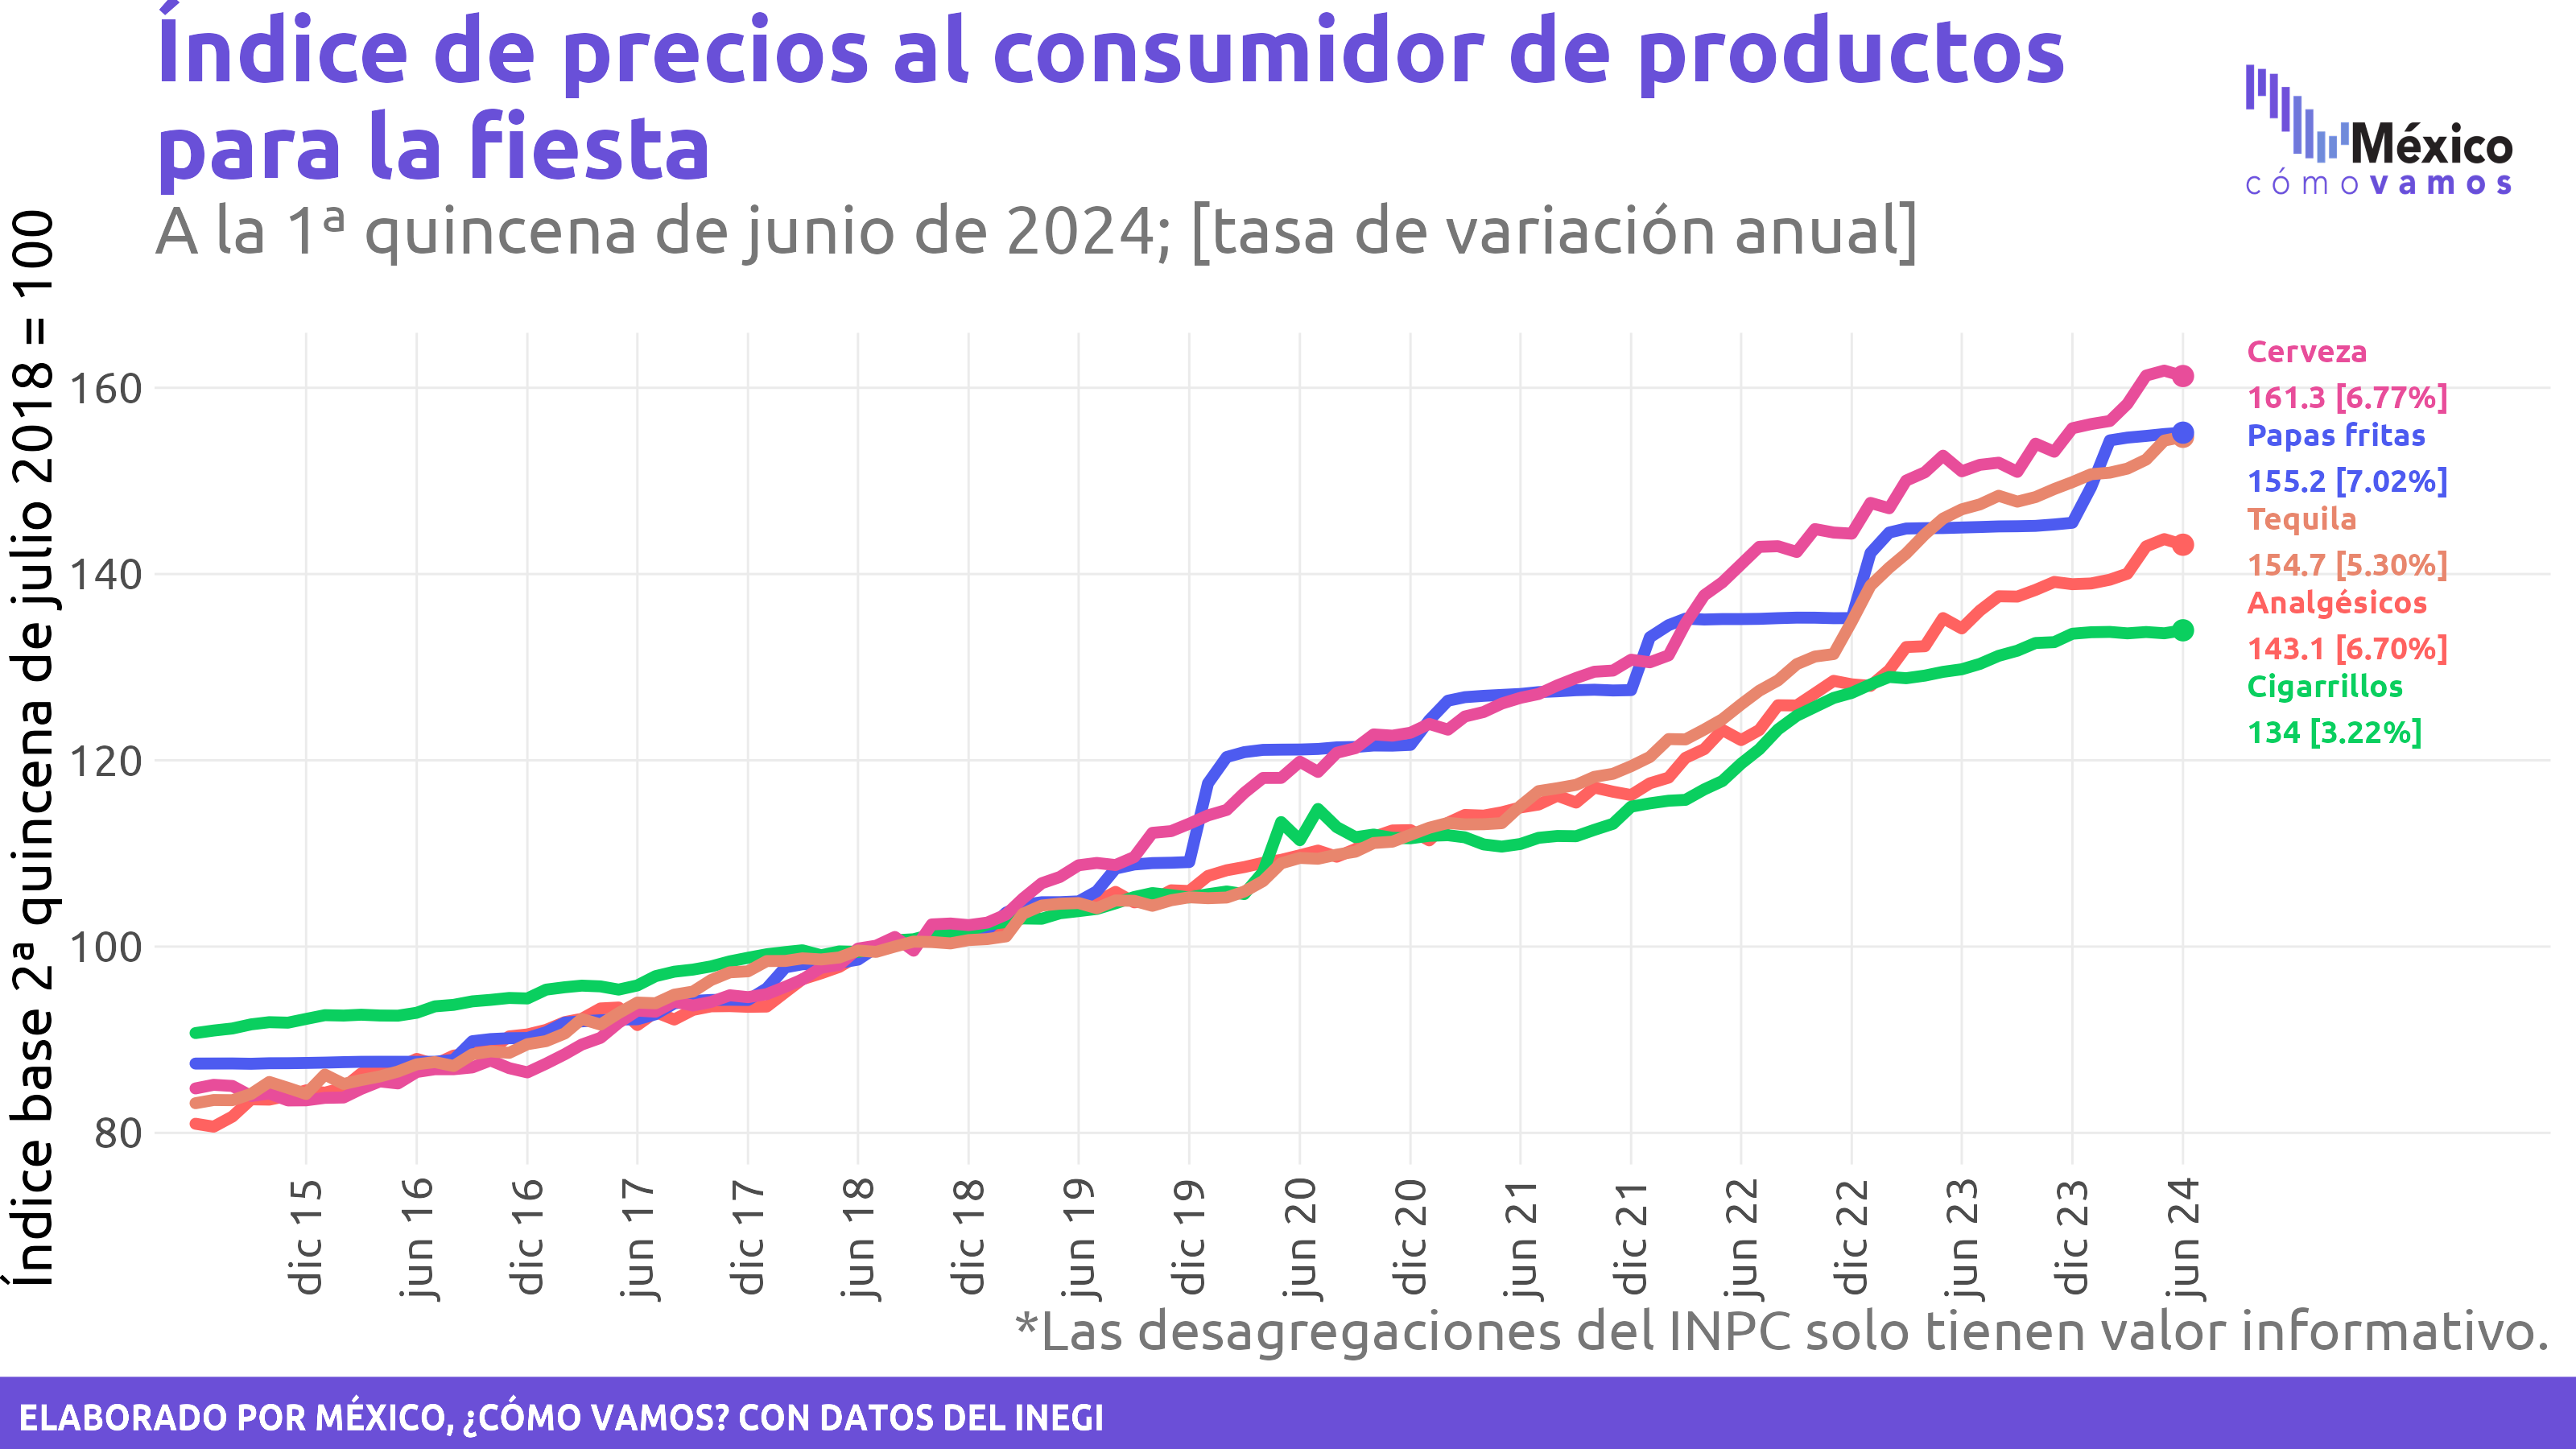 Índice de precios al consumidor de productos
para la fiesta
A la 1ª quincena de junio de 2024; [tasa de variación anual]
México
cómo vamos
Índice base 2ª quincena de julio 2018 = 100
160
140
120
100
80
Cerveza
161.3 [6.77%]
Papas fritas
155.2 [7.02%]
Tequila
154.7 [5.30%]
Analgésicos
143.1 [6.70%]
Cigarrillos
134 [3.22%]
dic 15
jun 16
dic 16
jun 17
dic 17
jun 18
dic 18
jun 19
dic 19
jun 20
dic 20
jun 21
dic 21
jun 22
dic 22
jun 23
dic 23
jun 24
*Las desagregaciones del INPC solo tienen valor informativo.
ELABORADO POR MÉXICO, ¿CÓMO VAMOS? CON DATOS DEL INEGI